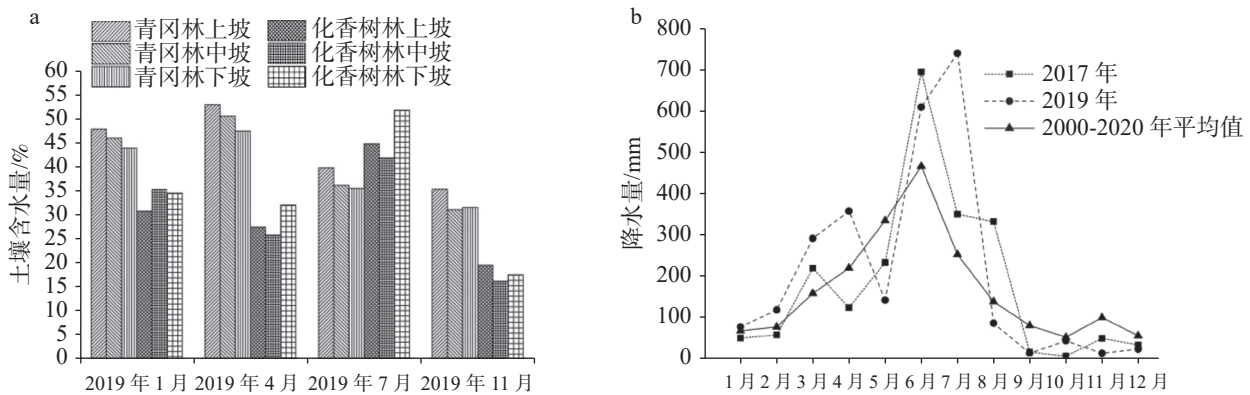 a
青冈林上坡 化香树林上坡
青冈林中坡 化香树林中坡
青冈林下坡 化香树林下坡
土壤含水量/%
60
55
50
45
40
35
30
25
20
15
10
5
0
2019 年 1 月 2019 年 4 月 2019 年 7 月 2019 年 11 月
b
降水量/mm
800
700
600
500
400
300
200
100
0
2017 年
2019 年
2000-2020 年平均值
1 月 2 月 3 月 4 月 5 月 6 月 7 月 8 月 9 月 10 月 11 月 12 月